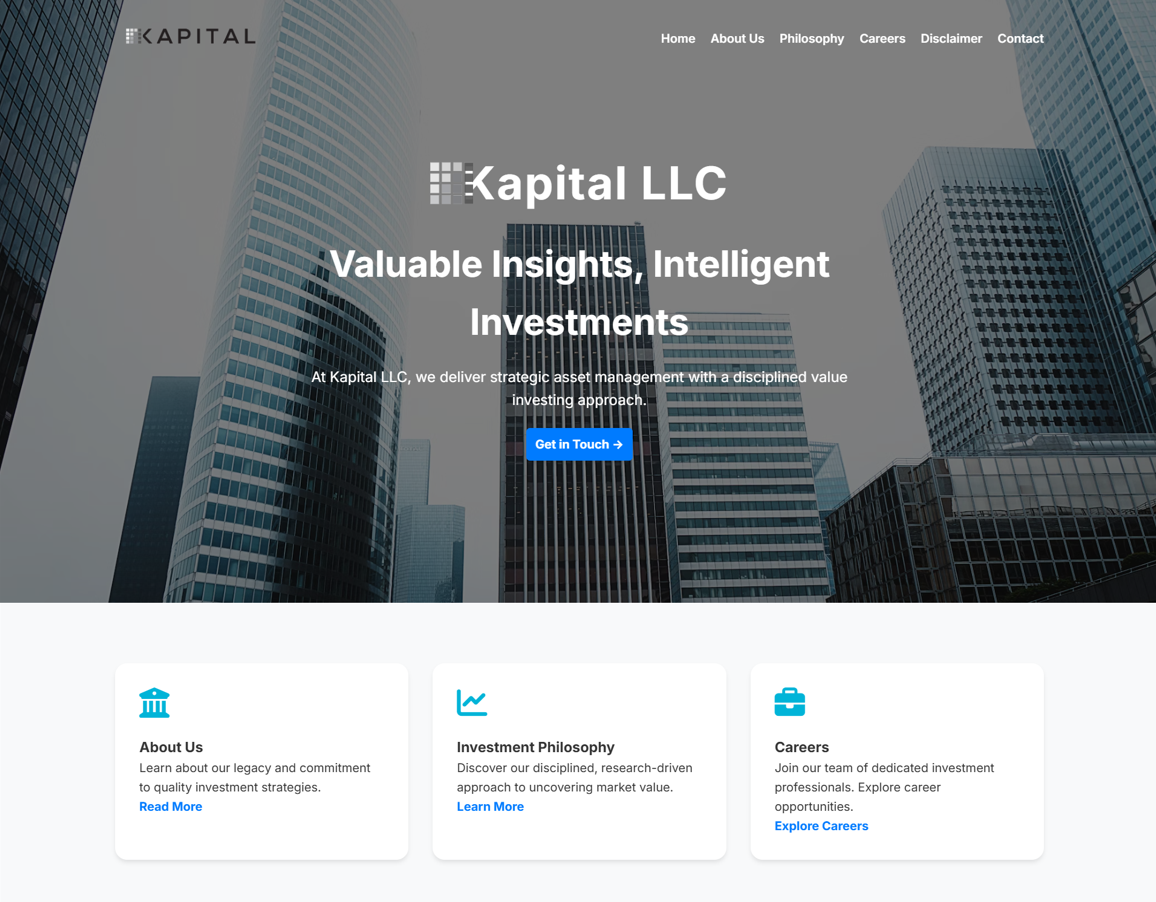 KAPITAL
Home About Us Philosophy Careers Disclaimer Contact
Kapital LLC
Valuable Insights, Intelligent
Investments
At Kapital LLC, we deliver strategic asset management with a disciplined value
investing approach.
Get in Touch →
About Us
Learn about our legacy and commitment
to quality investment strategies.
Read More
Investment Philosophy
Discover our disciplined, research-driven
approach to uncovering market value.
Learn More
Careers
Join our team of dedicated investment
professionals. Explore career
opportunities.
Explore Careers